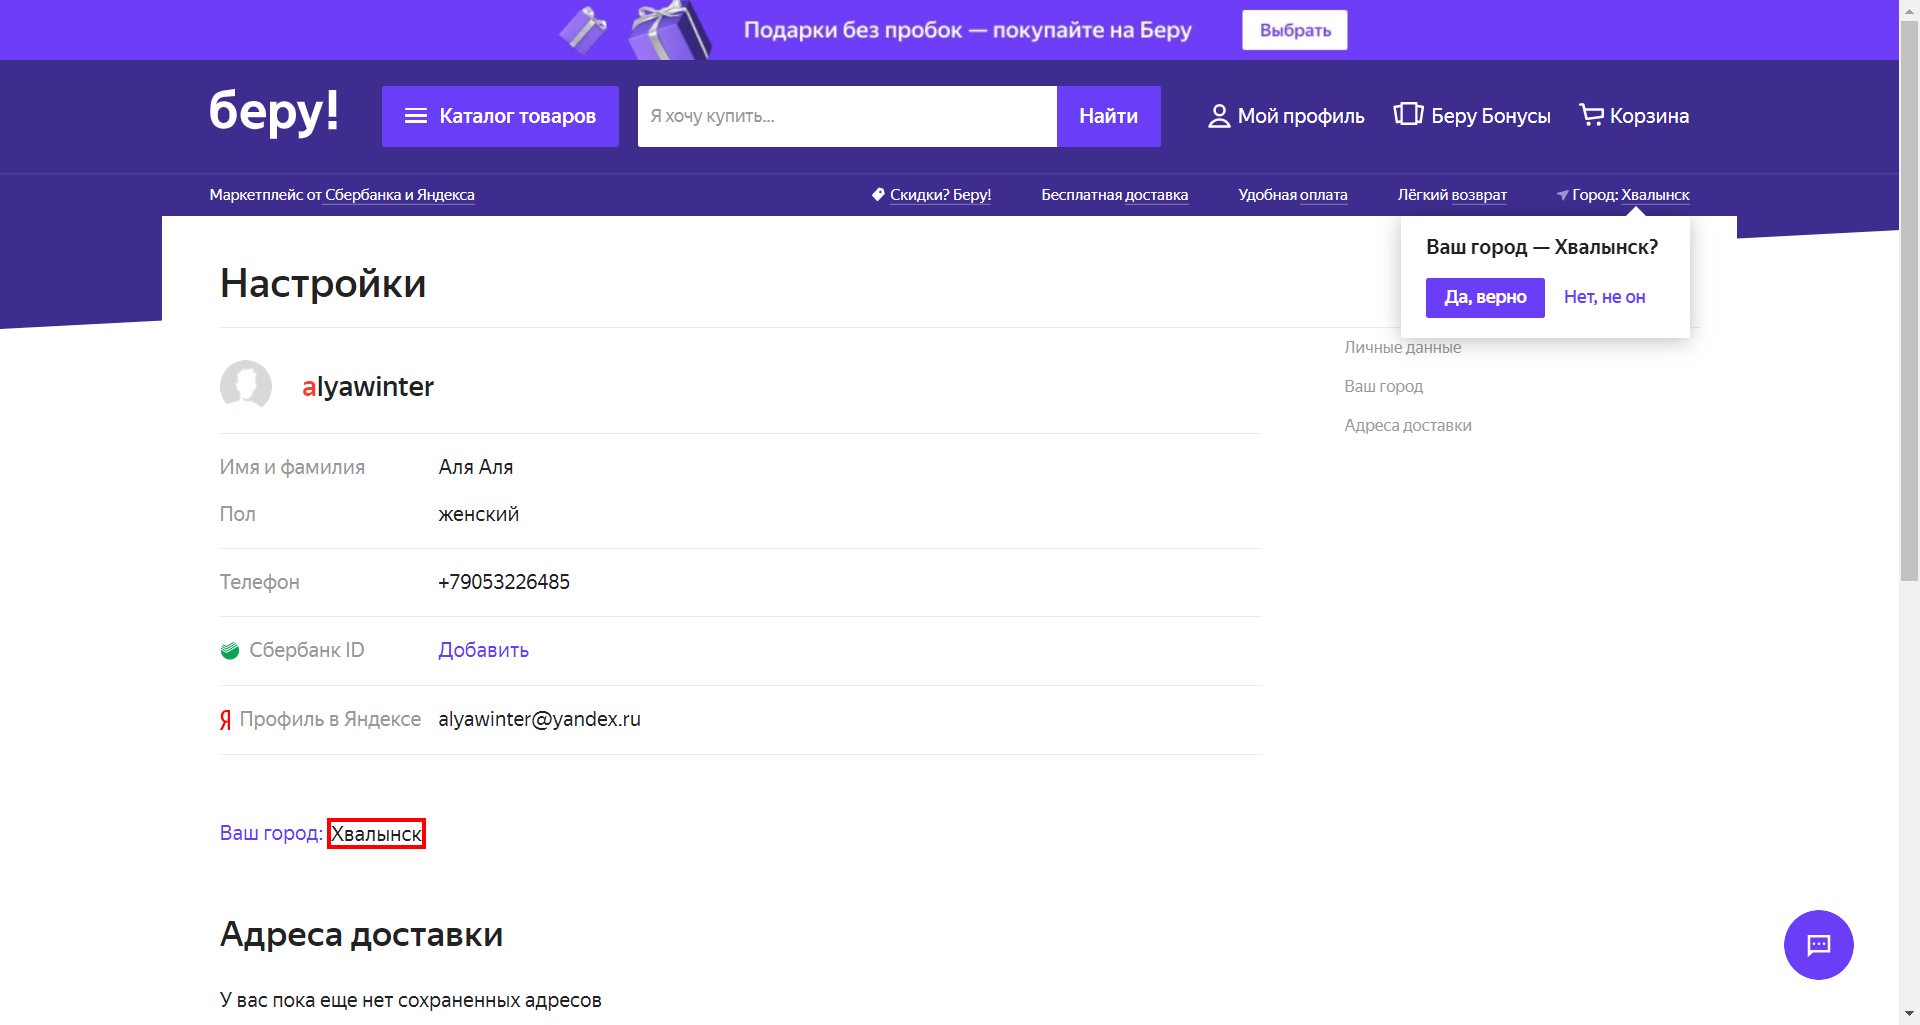 Подарки без пробок — покупайте на Беру
Выбрать
беру!
Каталог товаров
Я хочу купить...
Найти
Мой профиль
Беру Бонусы
Корзина
Маркетплейс от Сбербанка и Яндекса
Скидки? Беру!
Бесплатная доставка
Удобная оплата
Лёгкий возврат
Город: Хвалынск
Ваш город — Хвалынск?
Да, верно
Нет, не он
Настройки
Личные данные
Ваш город
Адреса доставки
alyawinter
Имя и фамилия Аля Аля
Пол женский
Телефон +79053226485
Сбербанк ID Добавить
Я Профиль в Яндексе alyawinter@yandex.ru
Ваш город: Хвалынск
Адреса доставки
У вас пока еще нет сохраненных адресов